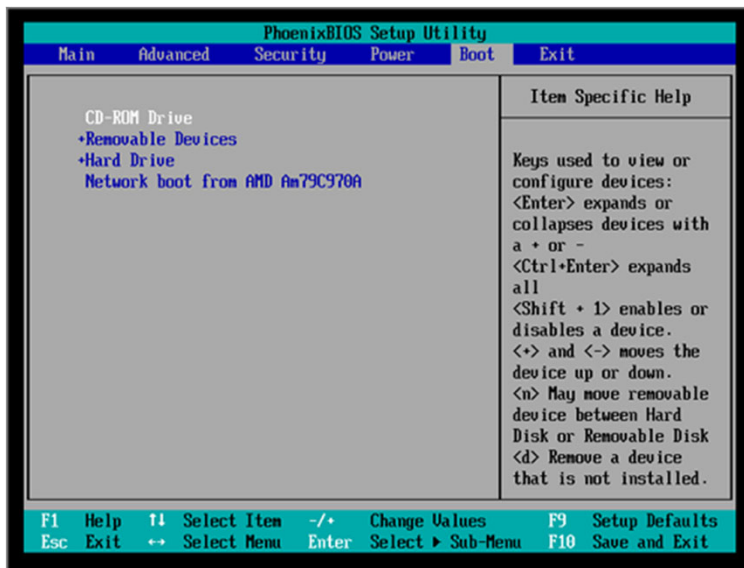 PhoenixBIOS Setup Utility
Main Advanced Security Power Boot Exit
CD-ROM Drive
+Removable Devices
+Hard Drive
Network boot from AMD Am79C970A
Item Specific Help
Keys used to view or
configure devices:
<Enter> expands or
collapses devices with
a + or -
<Ctrl+Enter> expands
all
<Shift + 1> enables or
disables a device.
<+> and <-> moves the
device up or down.
<n> May move removable
device between Hard
Disk or Removable Disk
<d> Remove a device
that is not installed.
F1 Help ↑↓ Select Item -/+ Change Values F9 Setup Defaults
Esc Exit ↔ Select Menu Enter Select ▶ Sub-Menu F10 Save and Exit